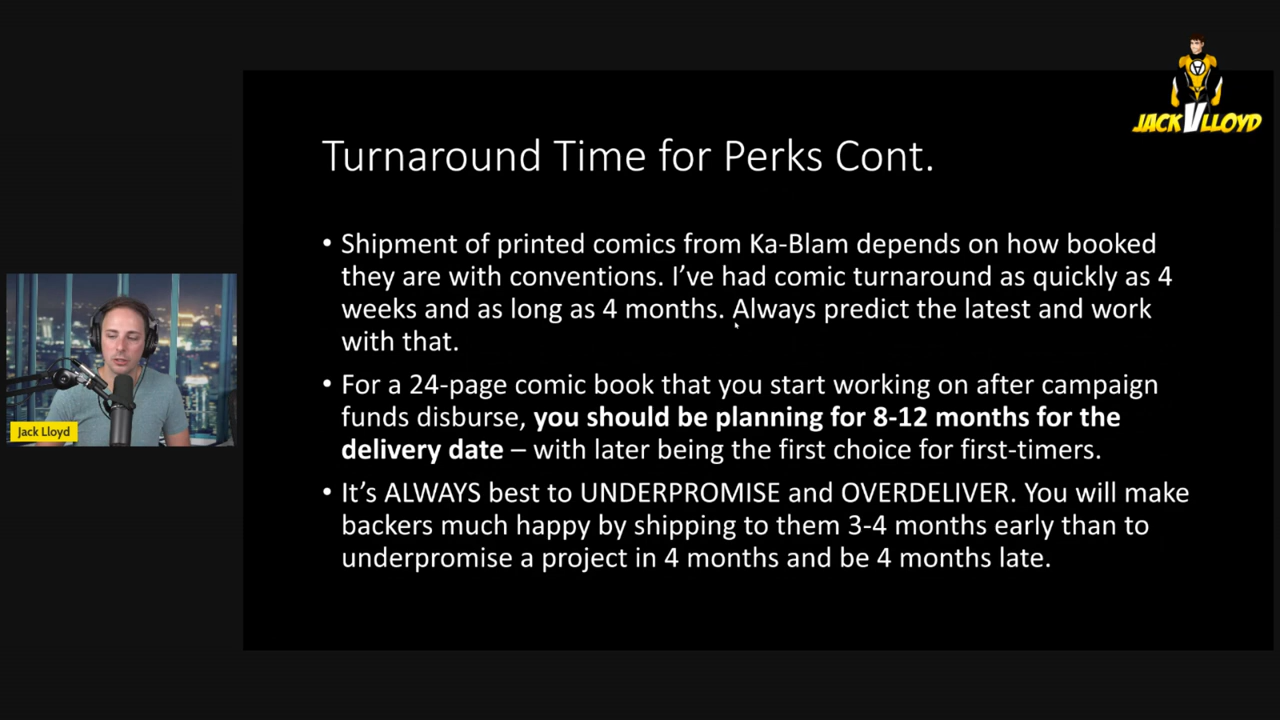 JACK V LLOYD
Turnaround Time for Perks Cont.
• Shipment of printed comics from Ka-Blam depends on how booked
they are with conventions. I’ve had comic turnaround as quickly as 4
weeks and as long as 4 months. Always predict the latest and work
with that.
• For a 24-page comic book that you start working on after campaign
funds disburse, you should be planning for 8-12 months for the
delivery date – with later being the first choice for first-timers.
• It’s ALWAYS best to UNDERPROMISE and OVERDELIVER. You will make
backers much happy by shipping to them 3-4 months early than to
underpromise a project in 4 months and be 4 months late.
Jack Lloyd